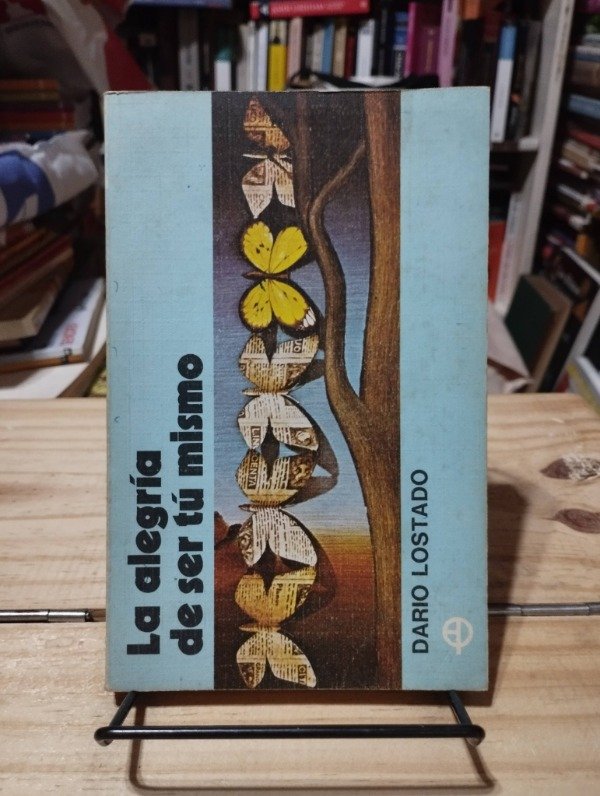 La alegría
de ser tú mismo
DARIO LOSTADO